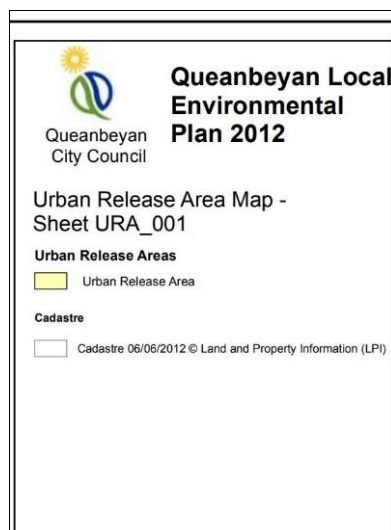 Queanbeyan
City Council
Queanbeyan Local
Environmental
Plan 2012
Urban Release Area Map -
Sheet URA_001
Urban Release Areas
Urban Release Area
Cadastre
Cadastre 06/06/2012 © Land and Property Information (LPI)